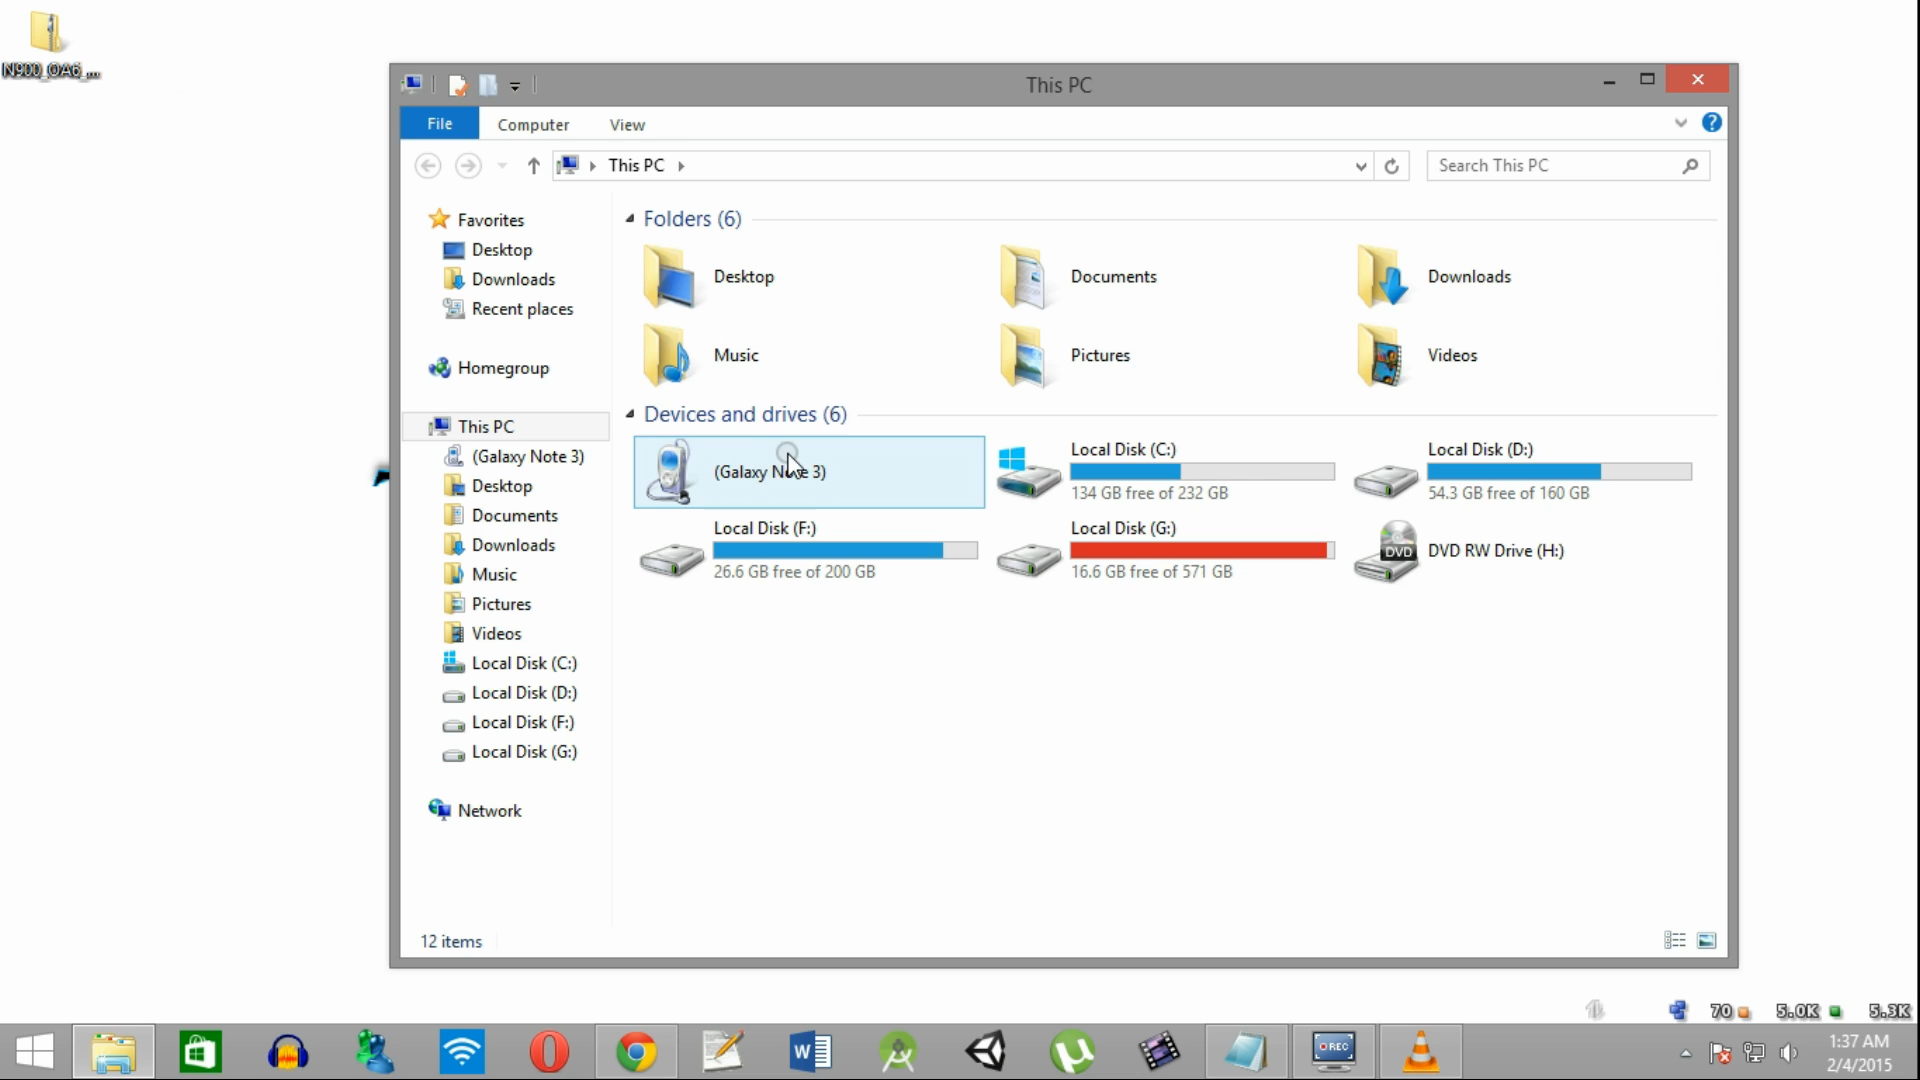 N900_OA6_...
This PC
File
Computer
View
This PC
Search This PC
Favorites
Desktop
Downloads
Recent places
Homegroup
This PC
(Galaxy Note 3)
Desktop
Documents
Downloads
Music
Pictures
Videos
Local Disk (C:)
Local Disk (D:)
Local Disk (F:)
Local Disk (G:)
Network
Folders (6)
Desktop
Documents
Downloads
Music
Pictures
Videos
Devices and drives (6)
(Galaxy Note 3)
Local Disk (C:)
134 GB free of 232 GB
Local Disk (D:)
54.3 GB free of 160 GB
Local Disk (F:)
26.6 GB free of 200 GB
Local Disk (G:)
16.6 GB free of 571 GB
DVD
DVD RW Drive (H:)
12 items
70
5.0K
5.3K
W
REC
1:37 AM
2/4/2015